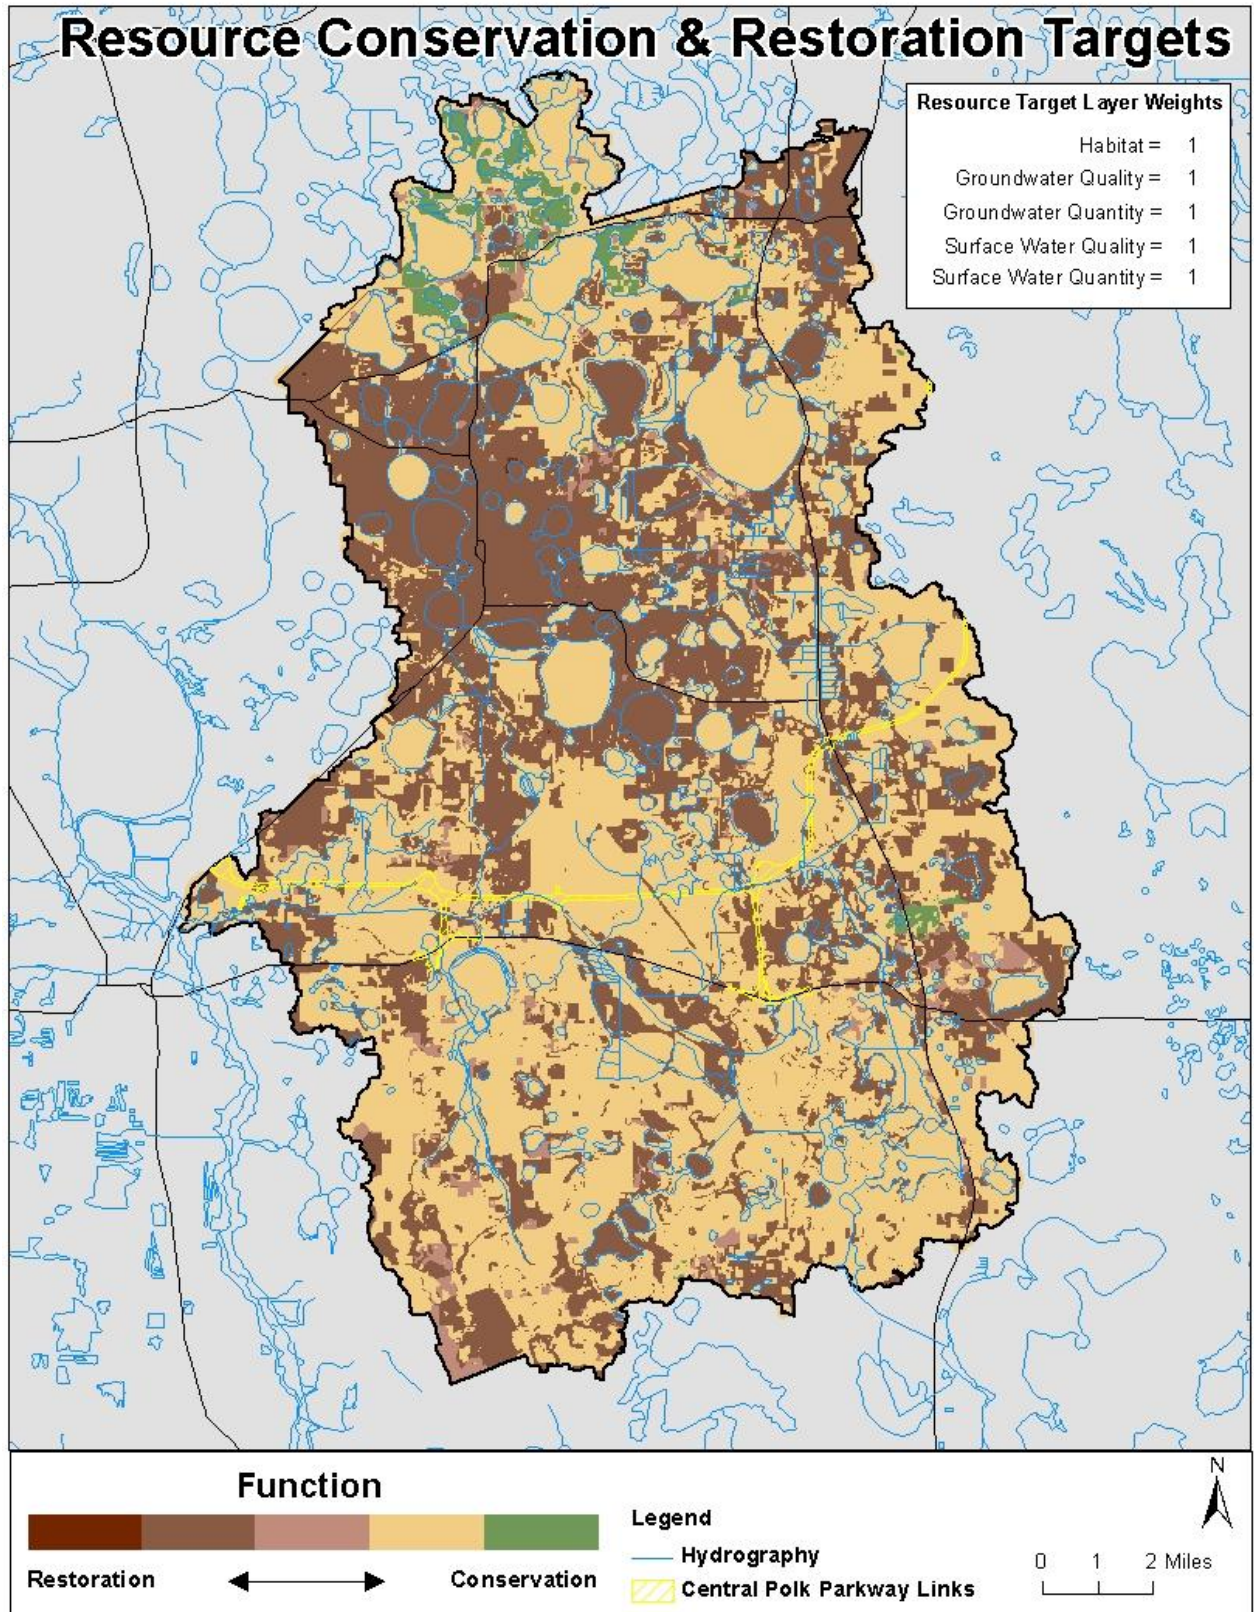 Resource Conservation & Restoration Targets
Resource Target Layer Weights
Habitat = 1
Groundwater Quality = 1
Groundwater Quantity = 1
Surface Water Quality = 1
Surface Water Quantity = 1
Function
Restoration Conservation
Legend
Hydrography
Central Polk Parkway Links
N
0 1 2 Miles